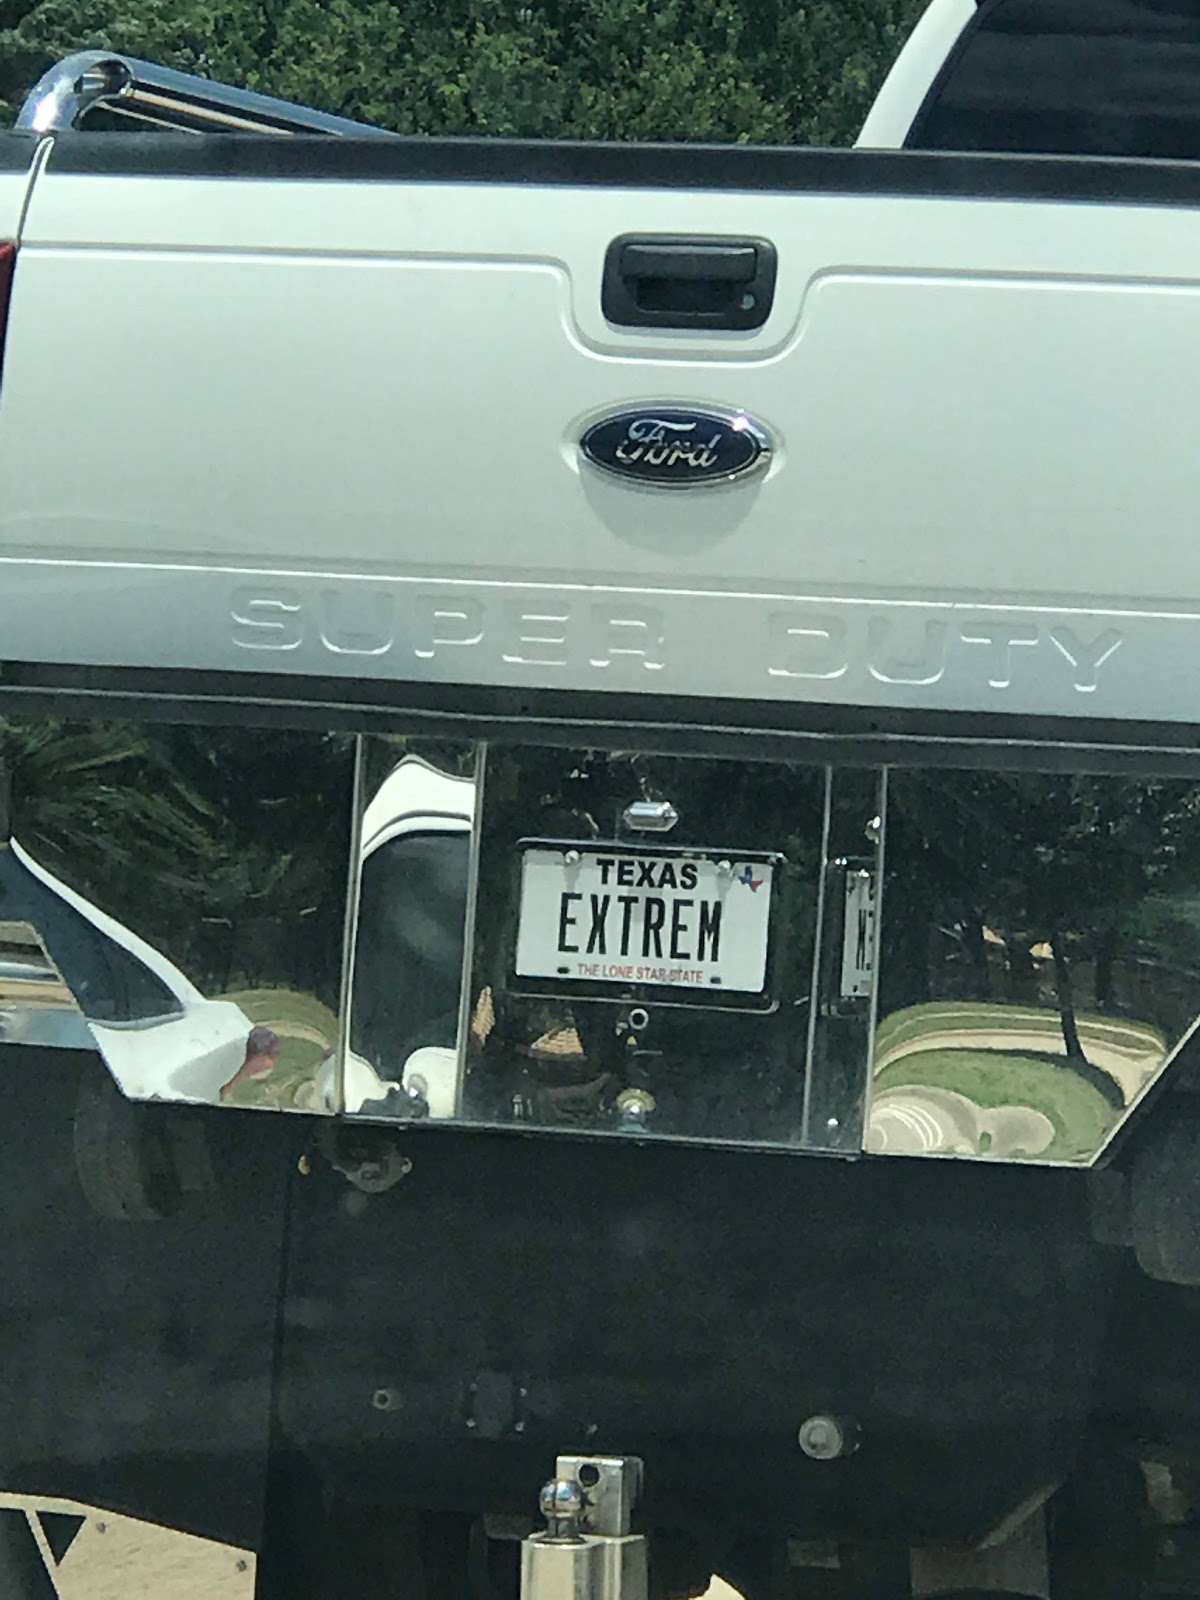 Ford
SUPER DUTY
TEXAS
EXTREM
THE LONE STAR STATE